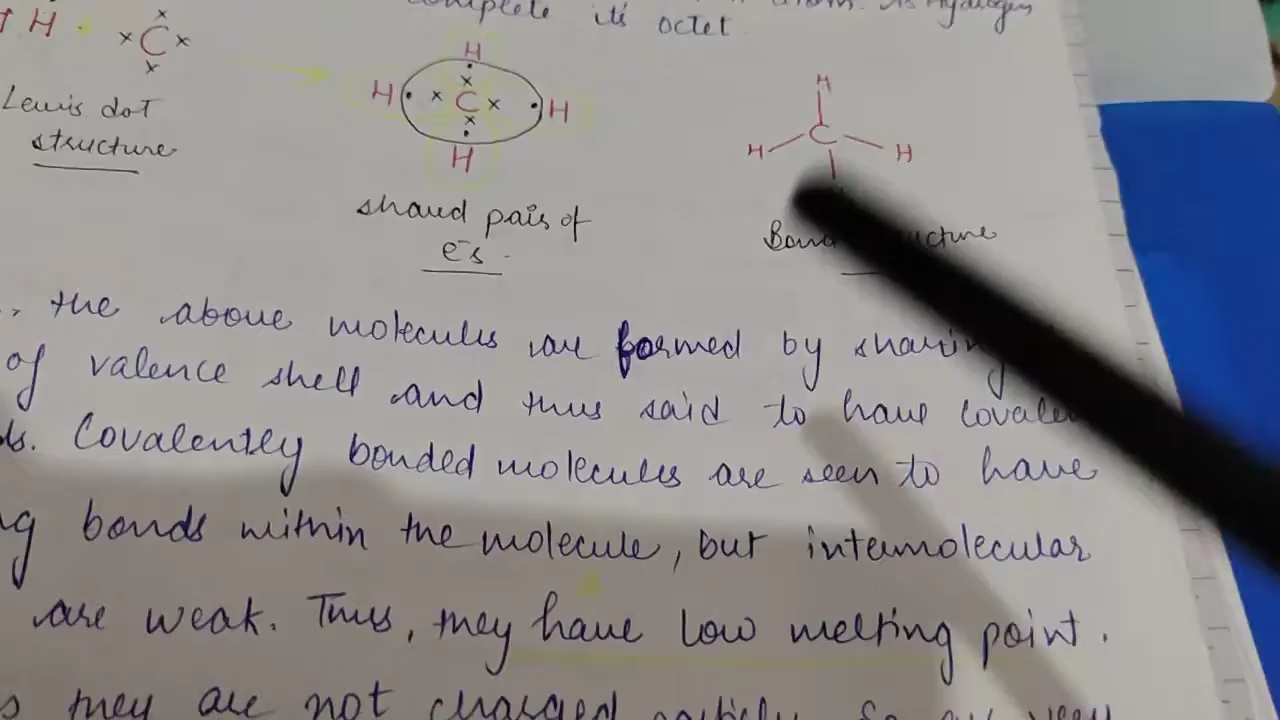 complete its octet
H
× C ×
Lewis dot
structure
H
H C H
H
shared pair of
e⁻s.
H
C
H H
the above molecules are formed by sharing
of valence shell and thus said to have
Covalently bonded molecules are seen to have
bonds within the molecule, but intermolecular
are weak. Thus, they have low melting point.
they are not charged